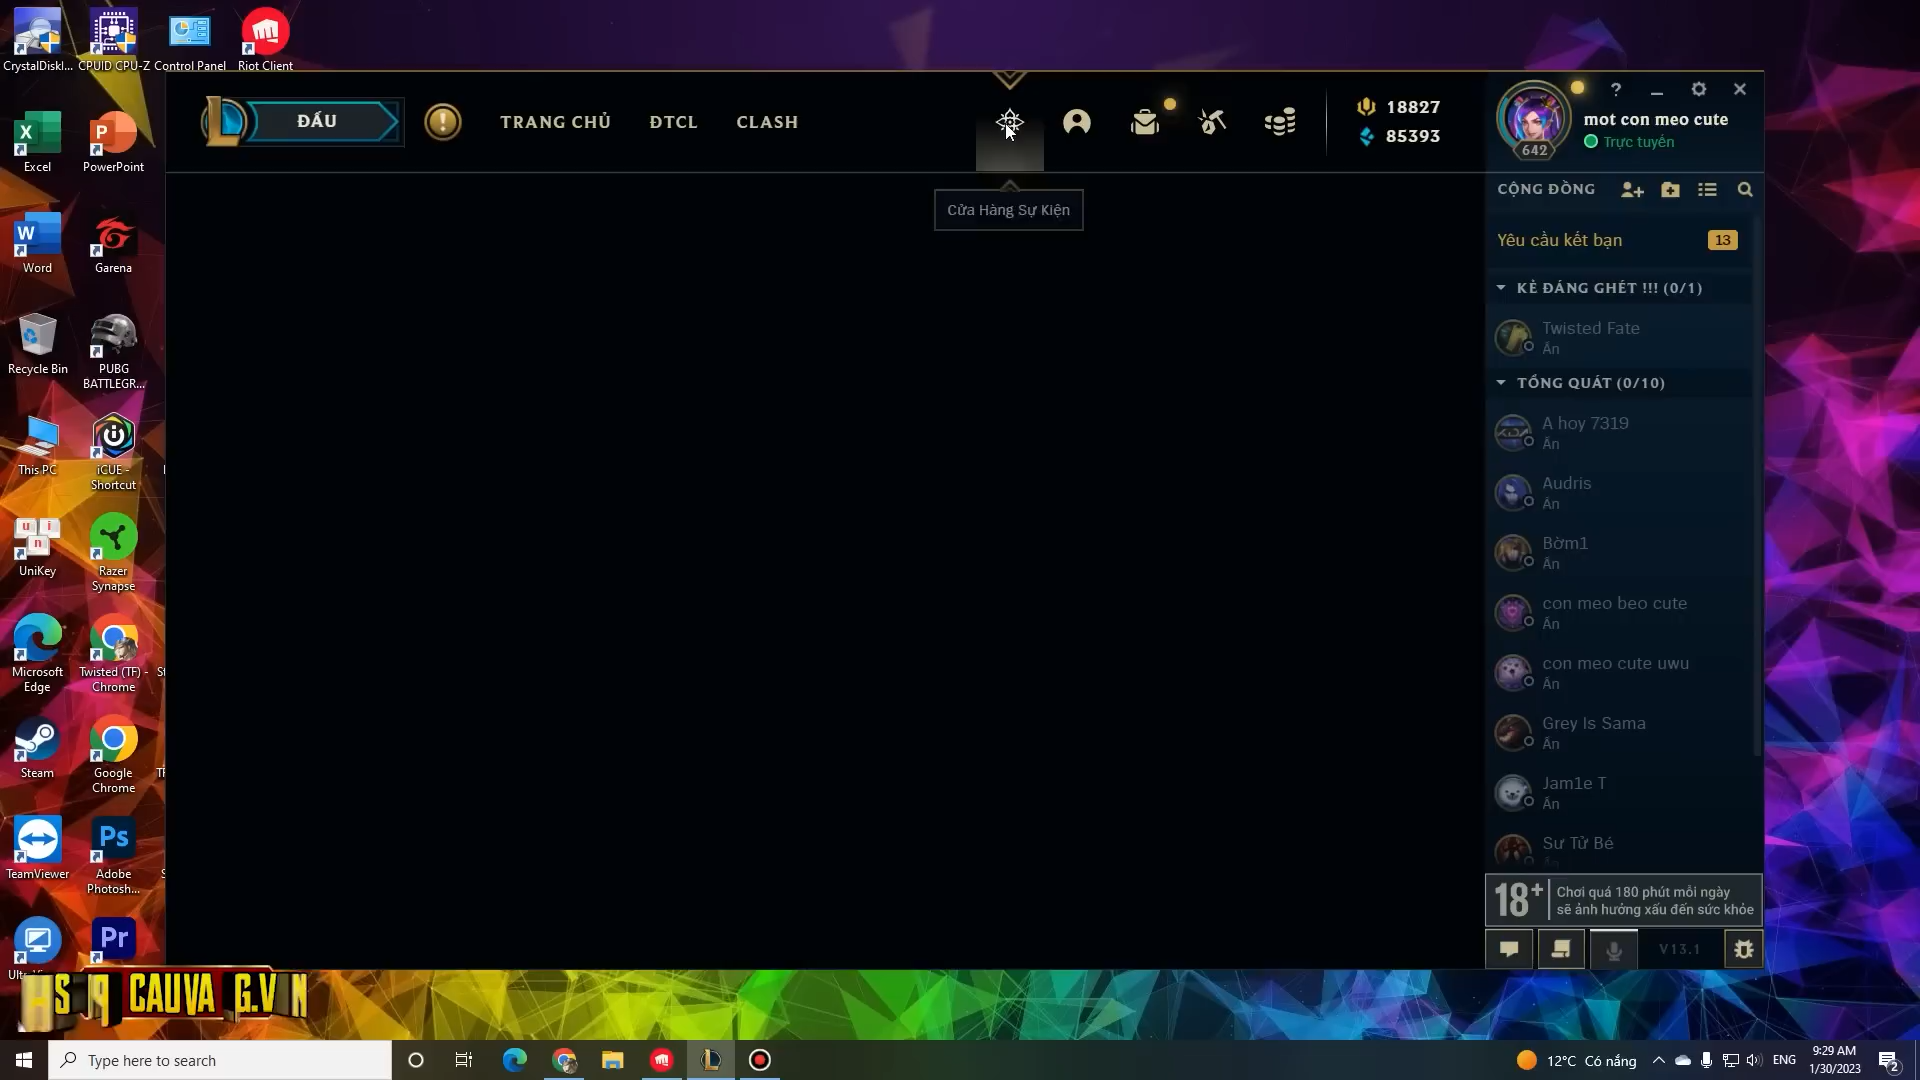 CrystalDiskI...
CPUID CPU-Z
Control Panel
Riot Client
Excel
PowerPoint
Word
Garena
Recycle Bin
PUBG
BATTLEGR...
This PC
iCUE -
Shortcut
UniKey
Razer
Synapse
Microsoft
Edge
Twisted (TF) -
Chrome
Steam
Google
Chrome
TeamViewer
Adobe
Photosh...
ĐẤU
TRANG CHỦ
ĐTCL
CLASH
Cửa Hàng Sự Kiện
18827
85393
642
mot con meo cute
Trực tuyến
CỘNG ĐỒNG
Yêu cầu kết bạn
13
KẺ ĐÁNG GHÉT !!! (0/1)
Twisted Fate
Ẩn
TỔNG QUÁT (0/10)
A hoy 7319
Ẩn
Audris
Ẩn
Bờm1
Ẩn
con meo beo cute
Ẩn
con meo cute uwu
Ẩn
Grey Is Sama
Ẩn
Jam1e T
Ẩn
Sư Tử Bé
18+
Chơi quá 180 phút mỗi ngày
sẽ ảnh hưởng xấu đến sức khỏe
V13.1
CAUVA G.V N
Type here to search
12°C Có nắng
ENG
9:29 AM
1/30/2023
2